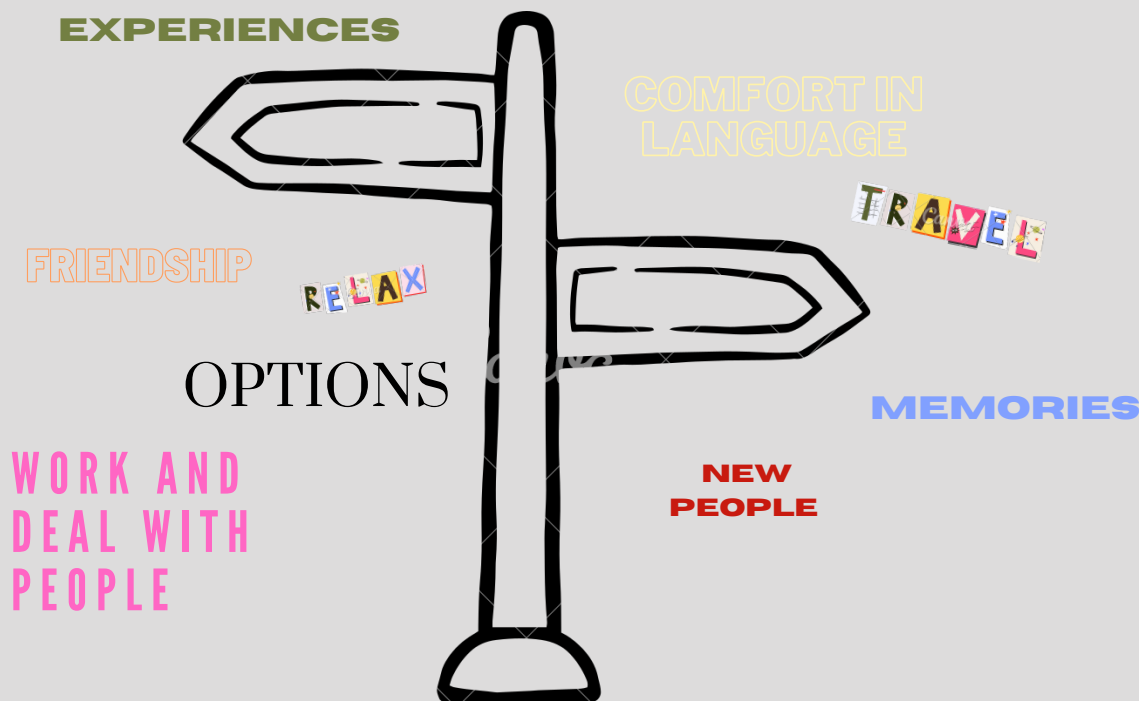 EXPERIENCES
COMFORT IN
LANGUAGE
TRAVEL
FRIENDSHIP
RELAX
OPTIONS
MEMORIES
WORK AND
DEAL WITH
PEOPLE
NEW
PEOPLE